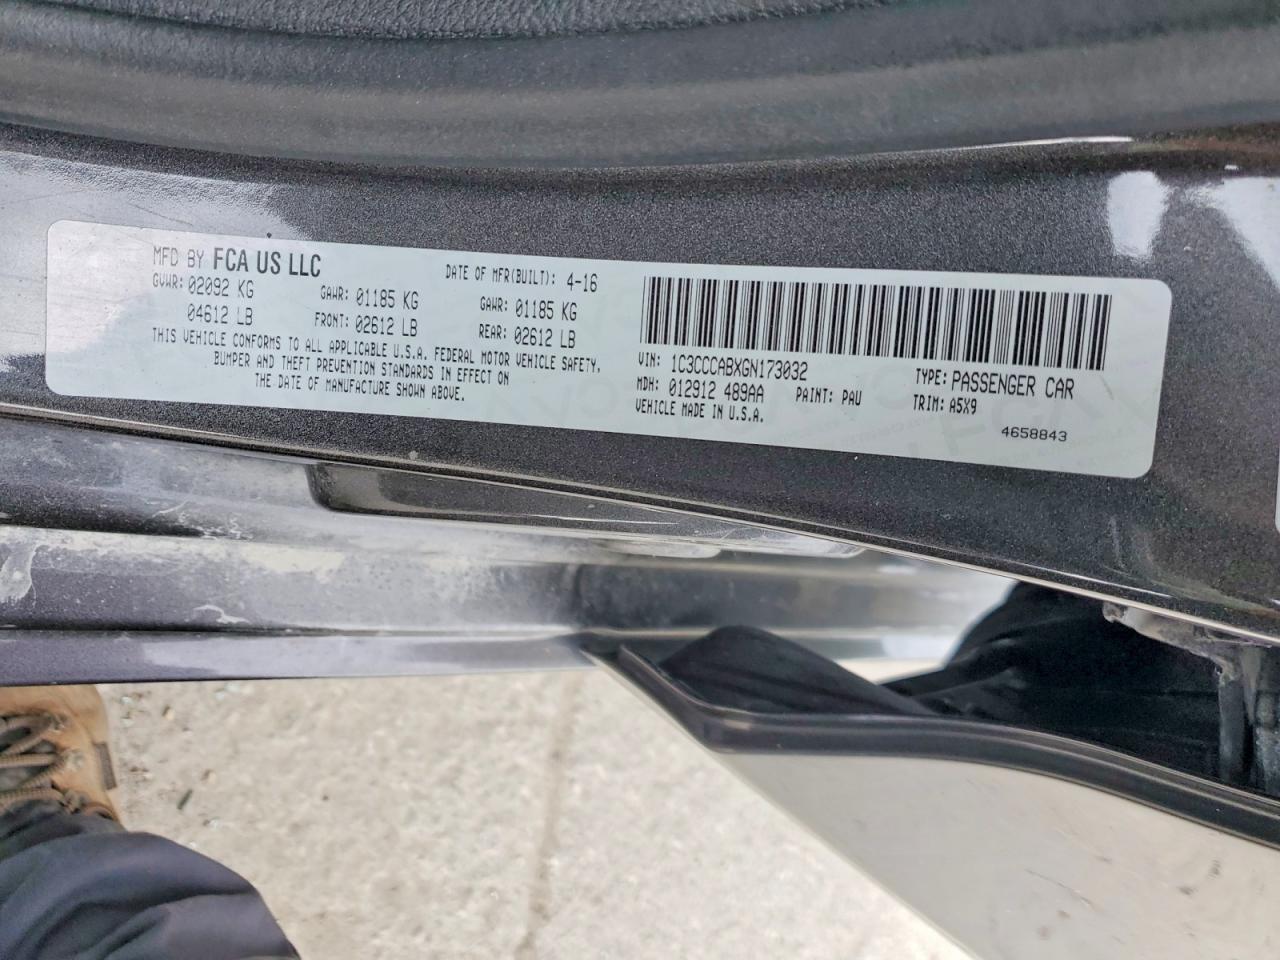 MFD BY FCA US LLC
DATE OF MFR(BUILT): 4-16
GVWR: 02092 KG
04612 LB
GAWR: 01185 KG
FRONT: 02612 LB
GAWR: 01185 KG
REAR: 02612 LB
THIS VEHICLE CONFORMS TO ALL APPLICABLE U.S.A. FEDERAL MOTOR VEHICLE SAFETY,
BUMPER AND THEFT PREVENTION STANDARDS IN EFFECT ON
THE DATE OF MANUFACTURE SHOWN ABOVE.
VIN: 1C3CCCABXGN173032
TYPE: PASSENGER CAR
MDH: 012912 489AA
PAINT: PAU
TRIM: A5X9
VEHICLE MADE IN U.S.A.
4658843